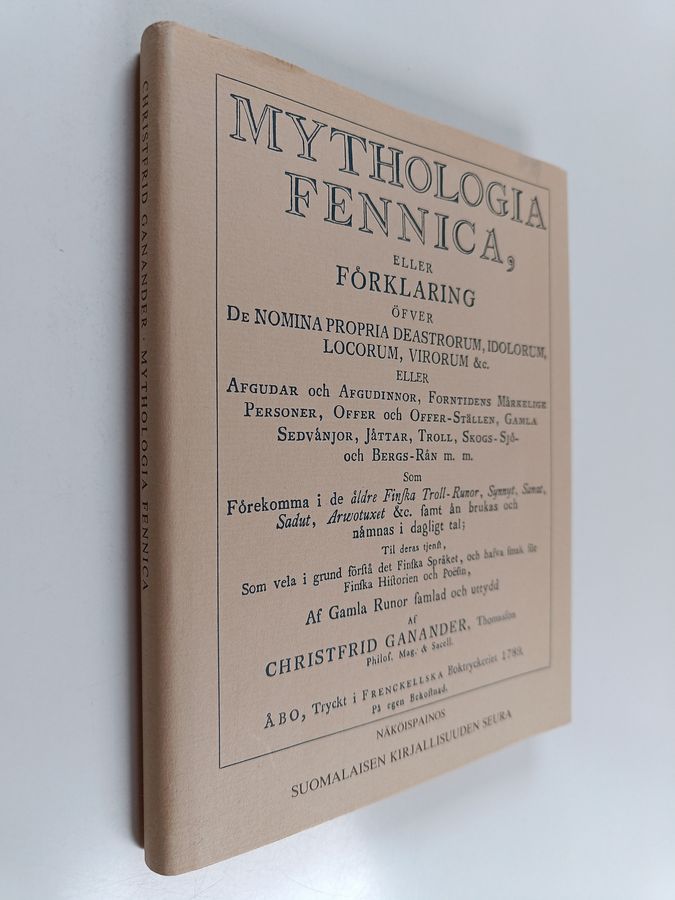 CHRISTFRID GANANDER · MYTHOLOGIA FENNICA
MYTHOLOGIA
FENNICA,
ELLER
FÖRKLARING
ÖFVER
DE NOMINA PROPRIA DEASTRORUM, IDOLORUM,
LOCORUM, VIRORUM &c.
ELLER
AFGUDAR och AFGUDINNOR, FORNTIDENS MÄRKELIGE
PERSONER, OFFER och OFFER-STÄLLEN, GAMLA
SEDVÅNJOR, JÄTTAR, TROLL, SKOGS- SJÖ-
och BERGS-RÅN m. m.
Som
Förekomma i de äldre Finſka Troll-Runor, Synnyt, Sanat,
Sadut, Arwotuxet &c. ſamt än brukas och
nämnas i dagligt tal;
Til deras tjenſt,
Som vela i grund förſtå det Finſka Språket, och hafva ſmak för
Finſka Hiſtorien och Poëſin,
Af Gamla Runor ſamlad och uttydd
AF
CHRISTFRID GANANDER, Thomasſon
Philoſ. Mag. & Sacell.
ÅBO, Tryckt i FRENCKELLSKA Boktryckeriet 1789.
På egen Bekoſtnad.
NÄKÖISPAINOS
SUOMALAISEN KIRJALLISUUDEN SEURA